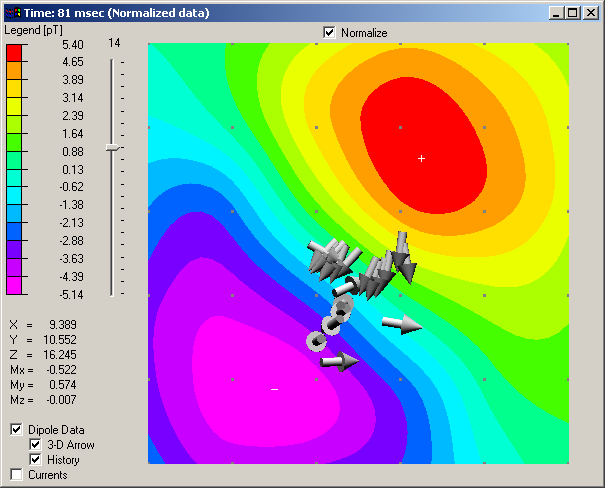 Time: 81 msec (Normalized data)
Legend [pT]
14
Normalize
5.40
4.65
3.89
3.14
2.39
1.64
0.88
0.13
-0.62
-1.38
-2.13
-2.88
-3.63
-4.39
-5.14
X = 9.389
Y = 10.552
Z = 16.245
Mx = -0.522
My = 0.574
Mz = -0.007
Dipole Data
3-D Arrow
History
Currents